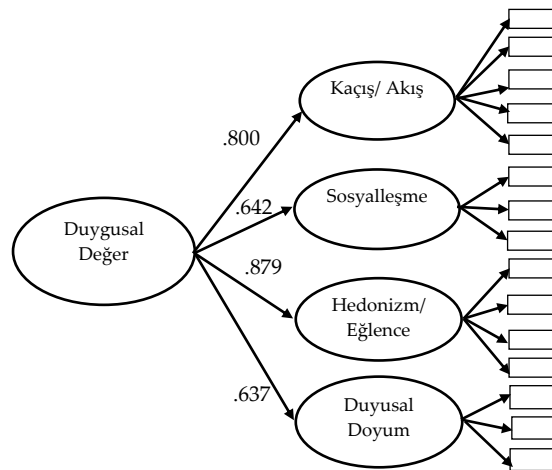 Kaçış/ Akış
.800
Sosyalleşme
.642
Duygusal
Değer
.879
Hedonizm/
Eğlence
.637
Duyusal
Doyum